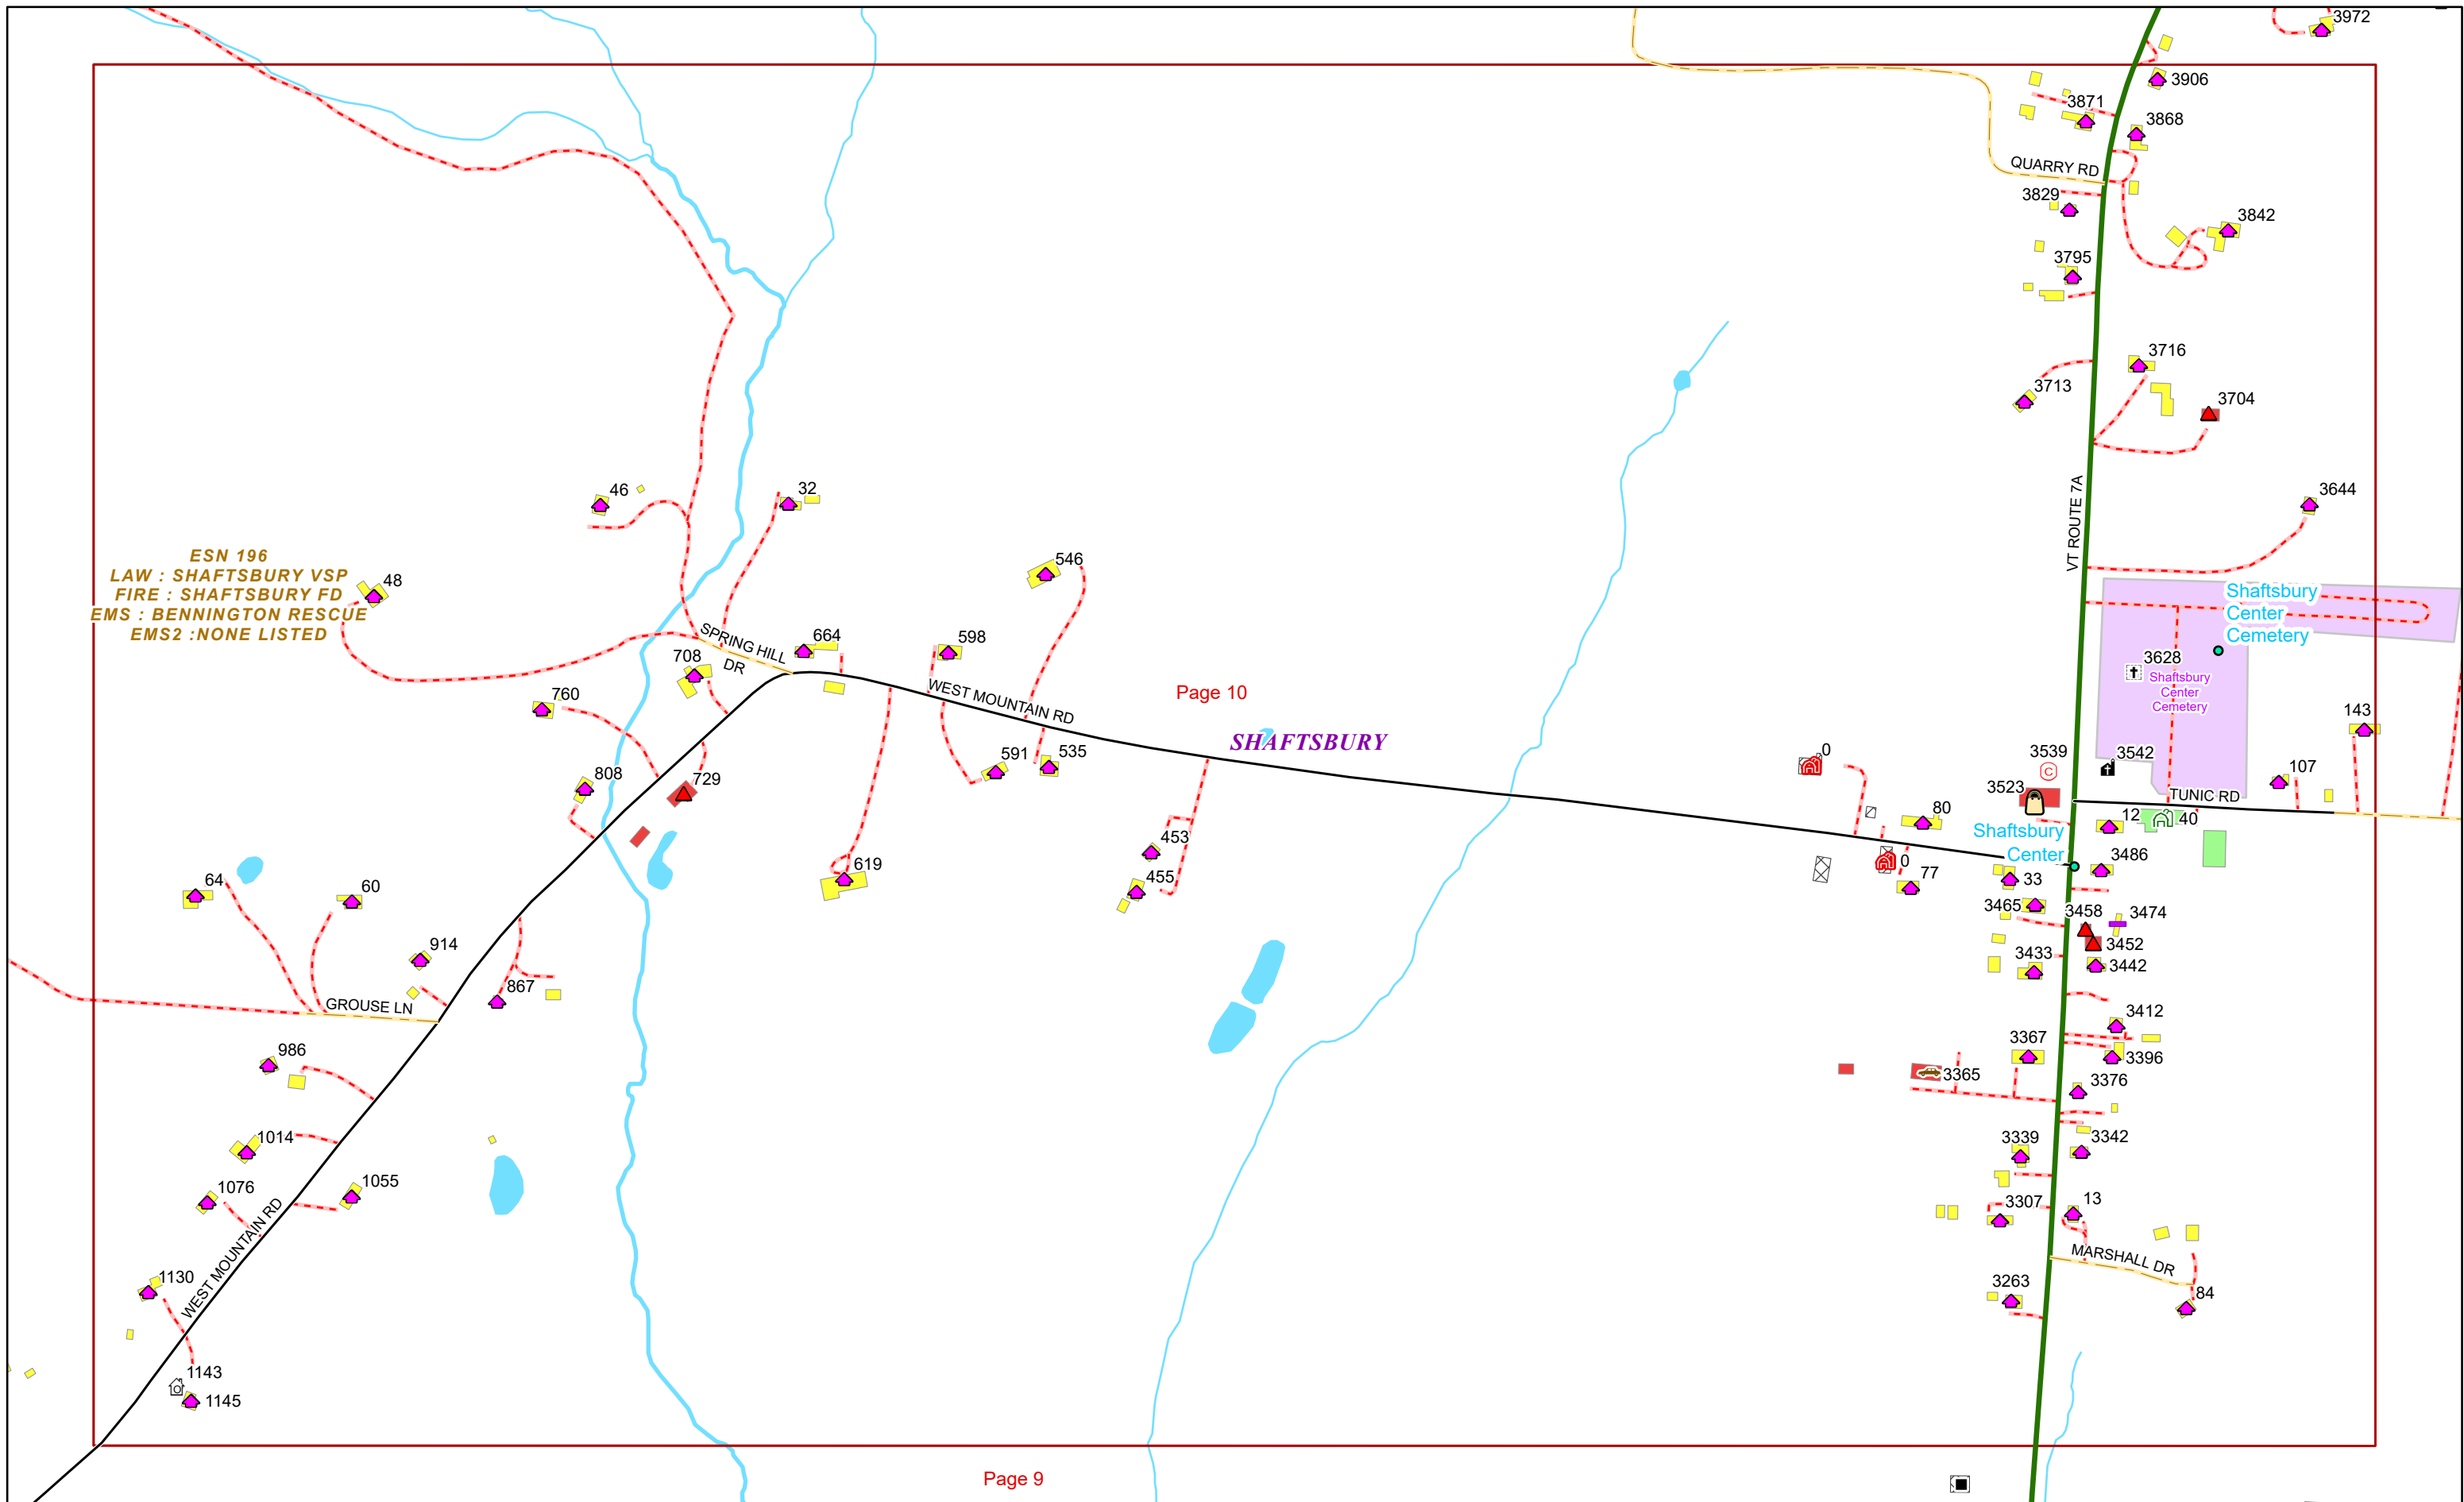 3972
3906
3871
3868
QUARRY RD
3829
3842
3795
3716
3713
3704
VT ROUTE 7A
46
32
3644
ESN 196
LAW : SHAFTSBURY VSP
FIRE : SHAFTSBURY FD
EMS : BENNINGTON RESCUE
EMS2 :NONE LISTED
48
546
Shaftsbury
Center
Cemetery
SPRING HILL
DR
664
598
708
3628
Shaftsbury
Center
Cemetery
760
WEST MOUNTAIN RD
Page 10
SHAFTSBURY
143
591
535
0
3539
C
3542
107
808
729
3523
TUNIC RD
80
12
40
453
Shaftsbury
Center
619
455
0
77
33
3486
64
60
3465
3458
3474
914
3452
3433
3442
867
GROUSE LN
3412
986
3367
3396
3365
3376
1014
3339
3342
1076
1055
3307
13
WEST MOUNTAIN RD
MARSHALL DR
1130
3263
84
1143
1145
Page 9